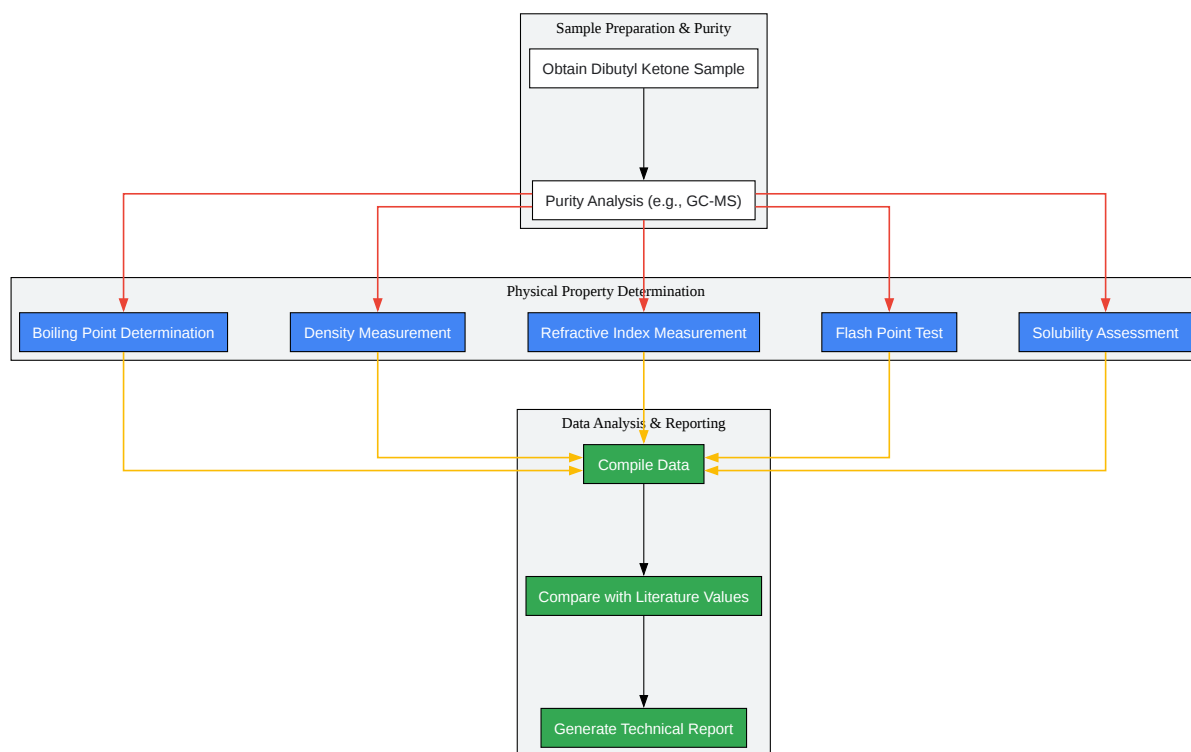 Sample Preparation & Purity
Obtain Dibutyl Ketone Sample
Purity Analysis (e.g., GC-MS)
Physical Property Determination
Boiling Point Determination
Density Measurement
Refractive Index Measurement
Flash Point Test
Solubility Assessment
Data Analysis & Reporting
Compile Data
Compare with Literature Values
Generate Technical Report